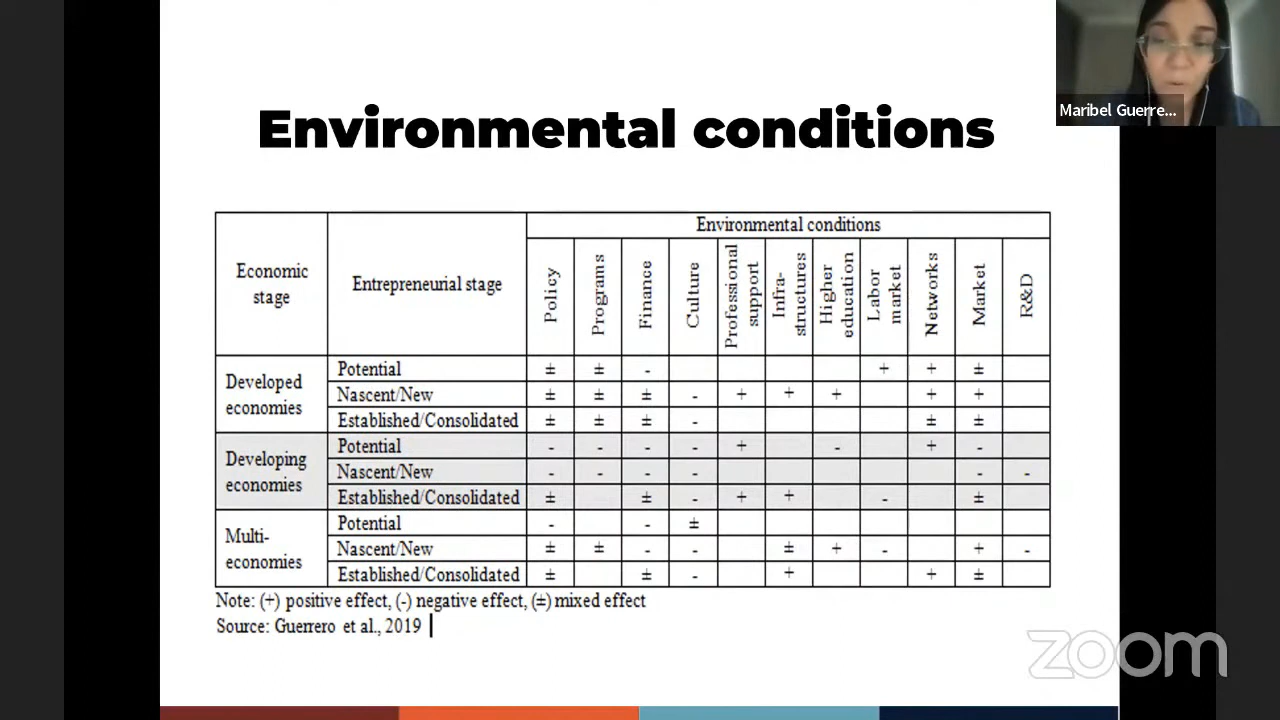 Maribel Guerre...
Environmental conditions
Economic stage Entrepreneurial stage Environmental conditions
Policy Programs Finance Culture Professional support Infra-structures Higher education Labor market Networks Market R&D
Developed economies
Potential ± ± - + + ±
Nascent/New ± ± ± - + + + + +
Established/Consolidated ± ± ± - ± ±
Developing economies
Potential - - - - + - + -
Nascent/New - - - - - -
Established/Consolidated ± ± - + + - ±
Multi-economies
Potential - - ±
Nascent/New ± ± - - ± + - + -
Established/Consolidated ± ± - + + ±
Note: (+) positive effect, (-) negative effect, (±) mixed effect
Source: Guerrero et al., 2019
zoom